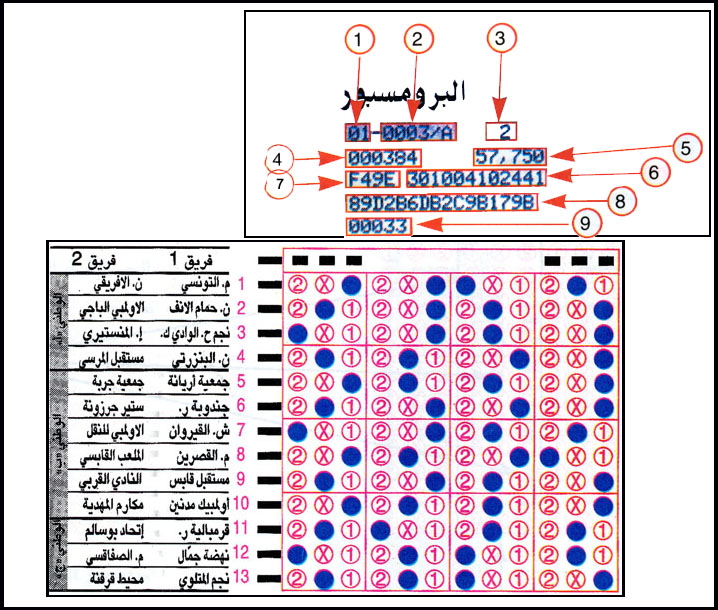 1 2 3
البرومسبور
01-0003/A 2
4 000384 57,750 5
7 F49E 301004102441 6
89D2B6DB2C9B179B 8
00033 9
فريق 1 فريق 2
1 م. التونسي ن. الافريقي
2 ن. حمام الانف الاولمبي الباجي
3 نجم ح. الوادي ك. إ. المنستيري
4 ن. البنزرتي مستقبل المرسى
5 جمعية أريانة جمعية جربة
6 جندوبة ر. ستير جرزونة
7 ش. القيروان الاولمبي للنقل
8 م. القصرين الملعب القابسي
9 مستقبل قابس النادي القربي
10 أولمبيك مدنين مكارم المهدية
11 قرمبالية ر. إتحاد بوسالم
12 نهضة جمّال م. الصفاقسي
13 نجم المتلوي محيط قرقنة
الوطني «أ»
الوطني «ب»
الوطني «ج»